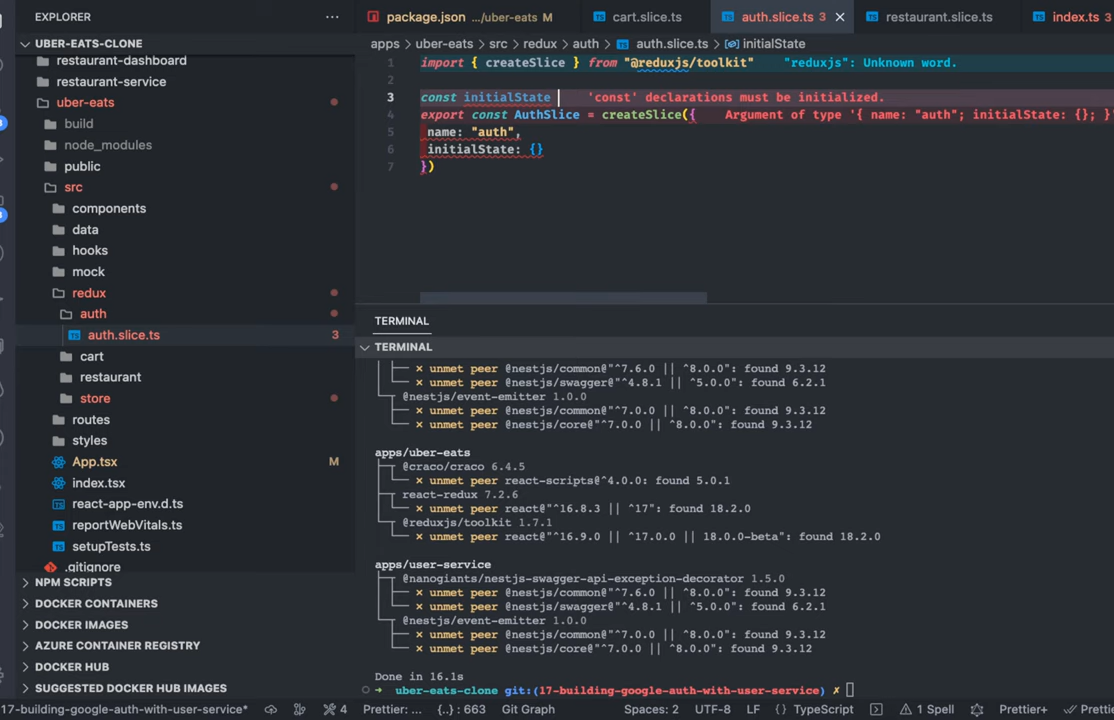 EXPLORER
UBER-EATS-CLONE
restaurant-dashboard
restaurant-service
uber-eats
build
node_modules
public
src
components
data
hooks
mock
redux
auth
auth.slice.ts 3
cart
restaurant
store
routes
styles
App.tsx M
index.tsx
react-app-env.d.ts
reportWebVitals.ts
setupTests.ts
.gitignore
NPM SCRIPTS
DOCKER CONTAINERS
DOCKER IMAGES
AZURE CONTAINER REGISTRY
DOCKER HUB
SUGGESTED DOCKER HUB IMAGES
package.json .../uber-eats M
TS cart.slice.ts
TS auth.slice.ts 3
TS restaurant.slice.ts
TS index.ts 3
apps > uber-eats > src > redux > auth > TS auth.slice.ts > initialState
1 import { createSlice } from "@reduxjs/toolkit" "reduxjs": Unknown word.
2
3 const initialState 'const' declarations must be initialized.
4 export const AuthSlice = createSlice({ Argument of type '{ name: "auth"; initialState: {}; }'
5 name: "auth",
6 initialState: {}
7 })
TERMINAL
TERMINAL
│ ├── × unmet peer @nestjs/common@"^7.6.0 || ^8.0.0": found 9.3.12
│ └── × unmet peer @nestjs/swagger@"^4.8.1 || ^5.0.0": found 6.2.1
└─┬ @nestjs/event-emitter 1.0.0
├── × unmet peer @nestjs/common@"^7.0.0 || ^8.0.0": found 9.3.12
└── × unmet peer @nestjs/core@"^7.0.0 || ^8.0.0": found 9.3.12
apps/uber-eats
├─┬ @craco/craco 6.4.5
│ └── × unmet peer react-scripts@^4.0.0: found 5.0.1
├─┬ react-redux 7.2.6
│ └── × unmet peer react@"^16.8.3 || ^17": found 18.2.0
└─┬ @reduxjs/toolkit 1.7.1
└── × unmet peer react@"^16.9.0 || ^17.0.0 || 18.0.0-beta": found 18.2.0
apps/user-service
├─┬ @nanogiants/nestjs-swagger-api-exception-decorator 1.5.0
│ ├── × unmet peer @nestjs/common@"^7.6.0 || ^8.0.0": found 9.3.12
│ └── × unmet peer @nestjs/swagger@"^4.8.1 || ^5.0.0": found 6.2.1
└─┬ @nestjs/event-emitter 1.0.0
├── × unmet peer @nestjs/common@"^7.0.0 || ^8.0.0": found 9.3.12
└── × unmet peer @nestjs/core@"^7.0.0 || ^8.0.0": found 9.3.12
Done in 16.1s
➜ uber-eats-clone git:(17-building-google-auth-with-user-service) ✗
17-building-google-auth-with-user-service* 4 Prettier: ... {..} : 663 Git Graph Spaces: 2 UTF-8 LF {} TypeScript 1 Spell Prettier+ Prettie